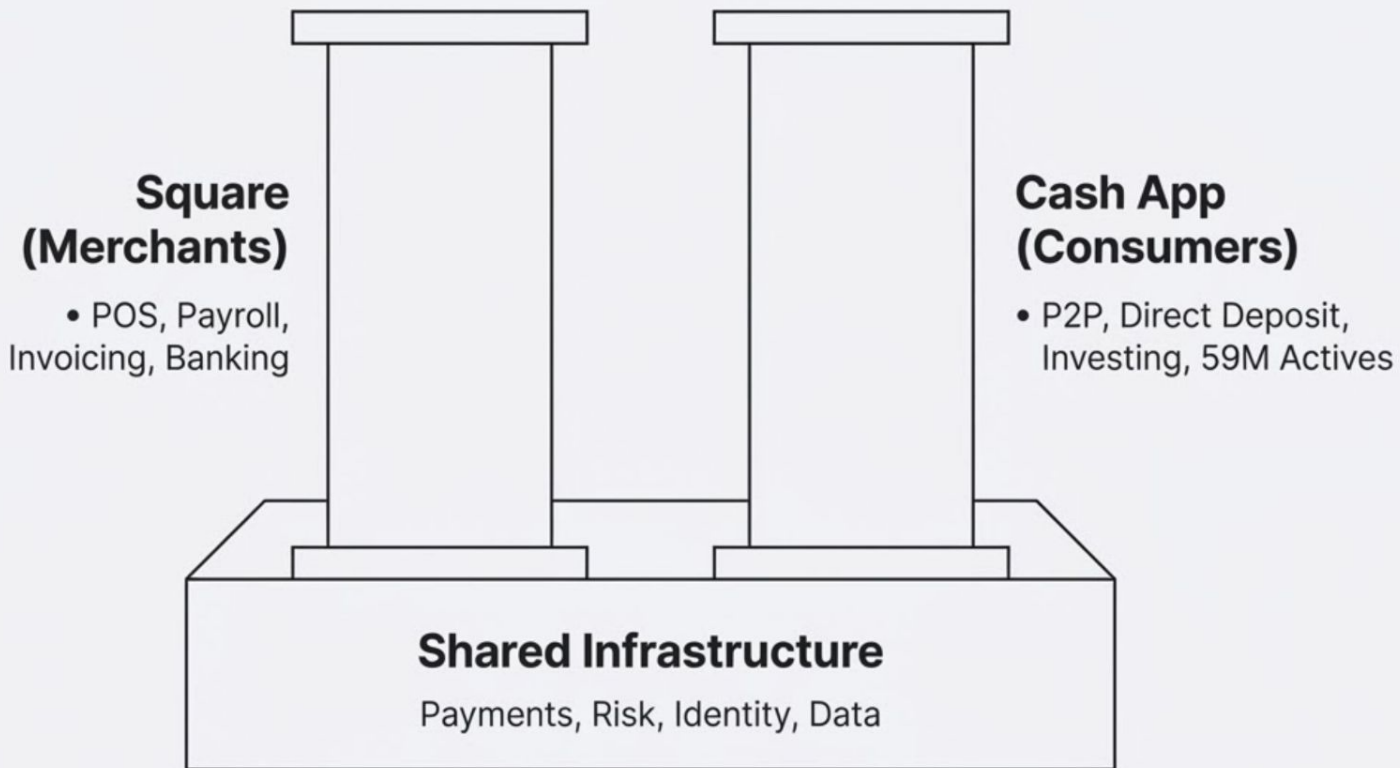 Square
(Merchants)
• POS, Payroll,
Invoicing, Banking
Cash App
(Consumers)
• P2P, Direct Deposit,
Investing, 59M Actives
Shared Infrastructure
Payments, Risk, Identity, Data